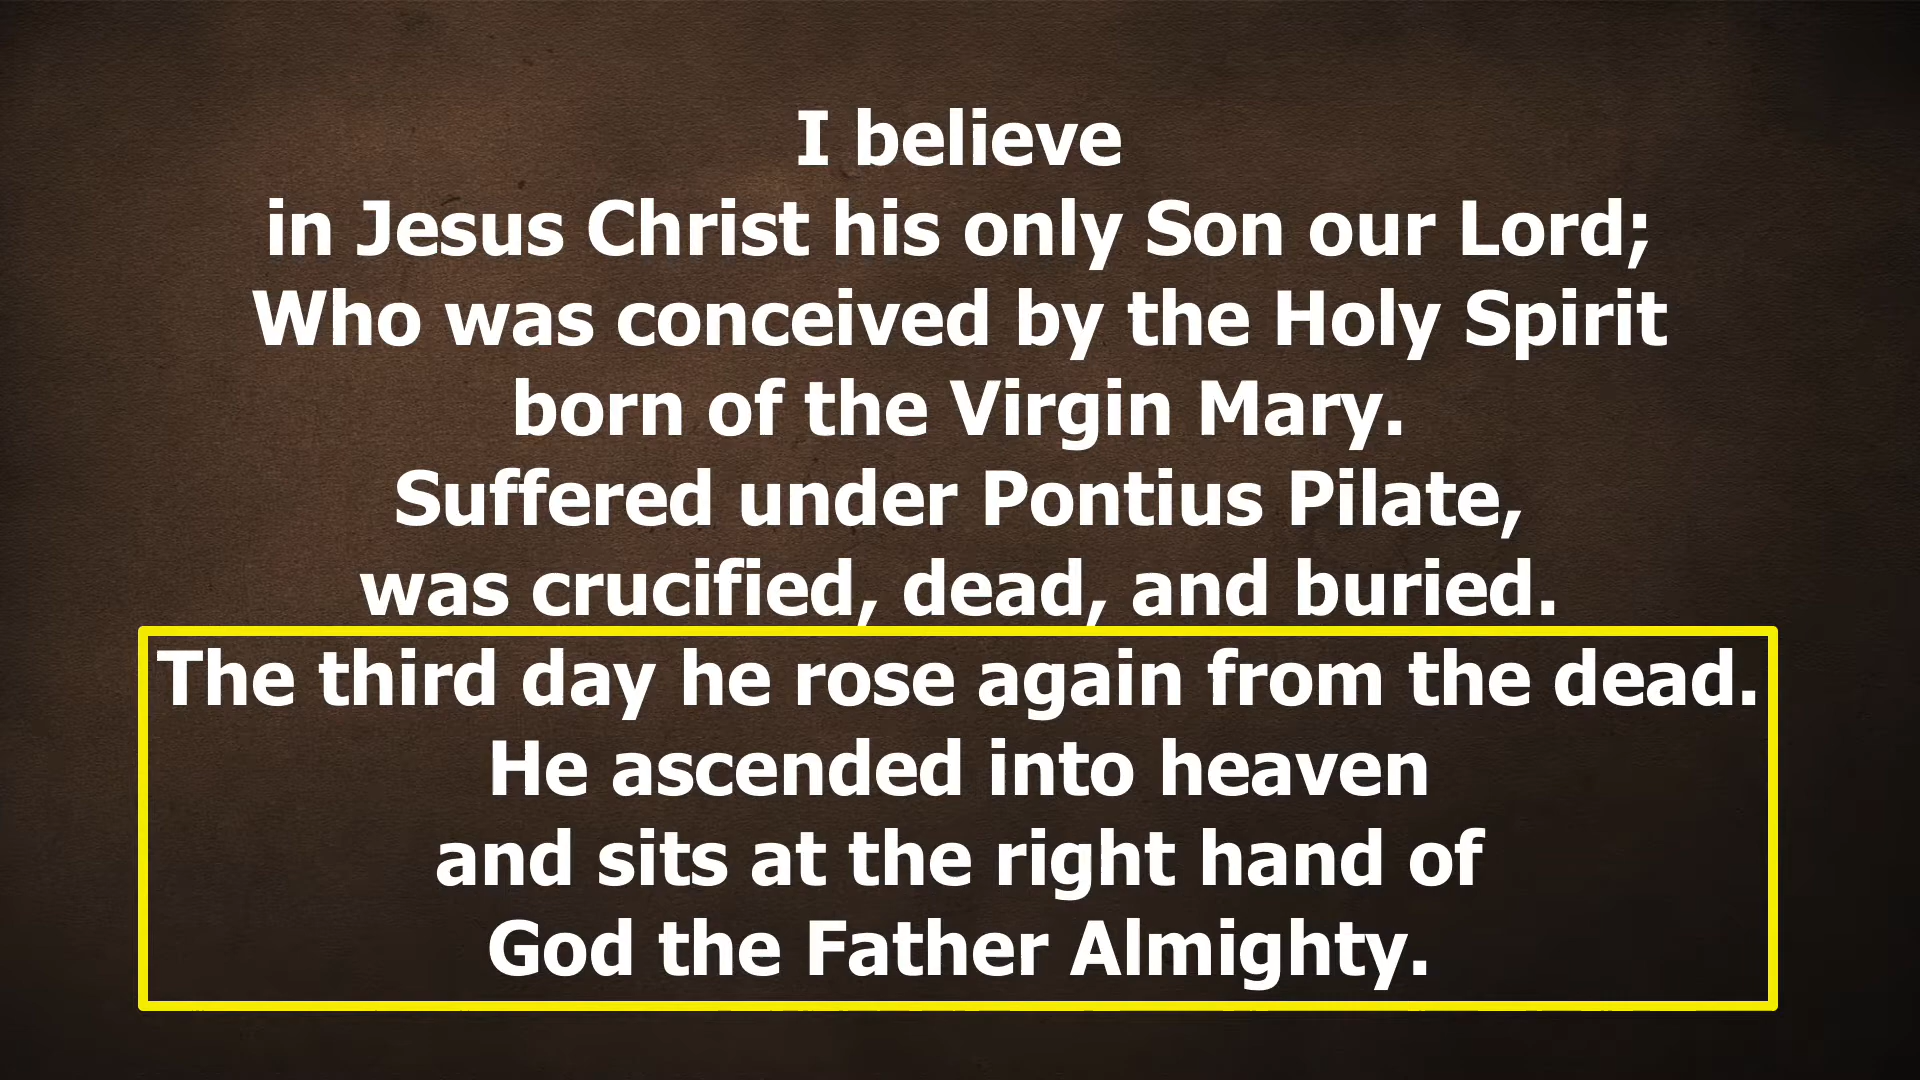 I believe
in Jesus Christ his only Son our Lord;
Who was conceived by the Holy Spirit
born of the Virgin Mary.
Suffered under Pontius Pilate,
was crucified, dead, and buried.
The third day he rose again from the dead.
He ascended into heaven
and sits at the right hand of
God the Father Almighty.